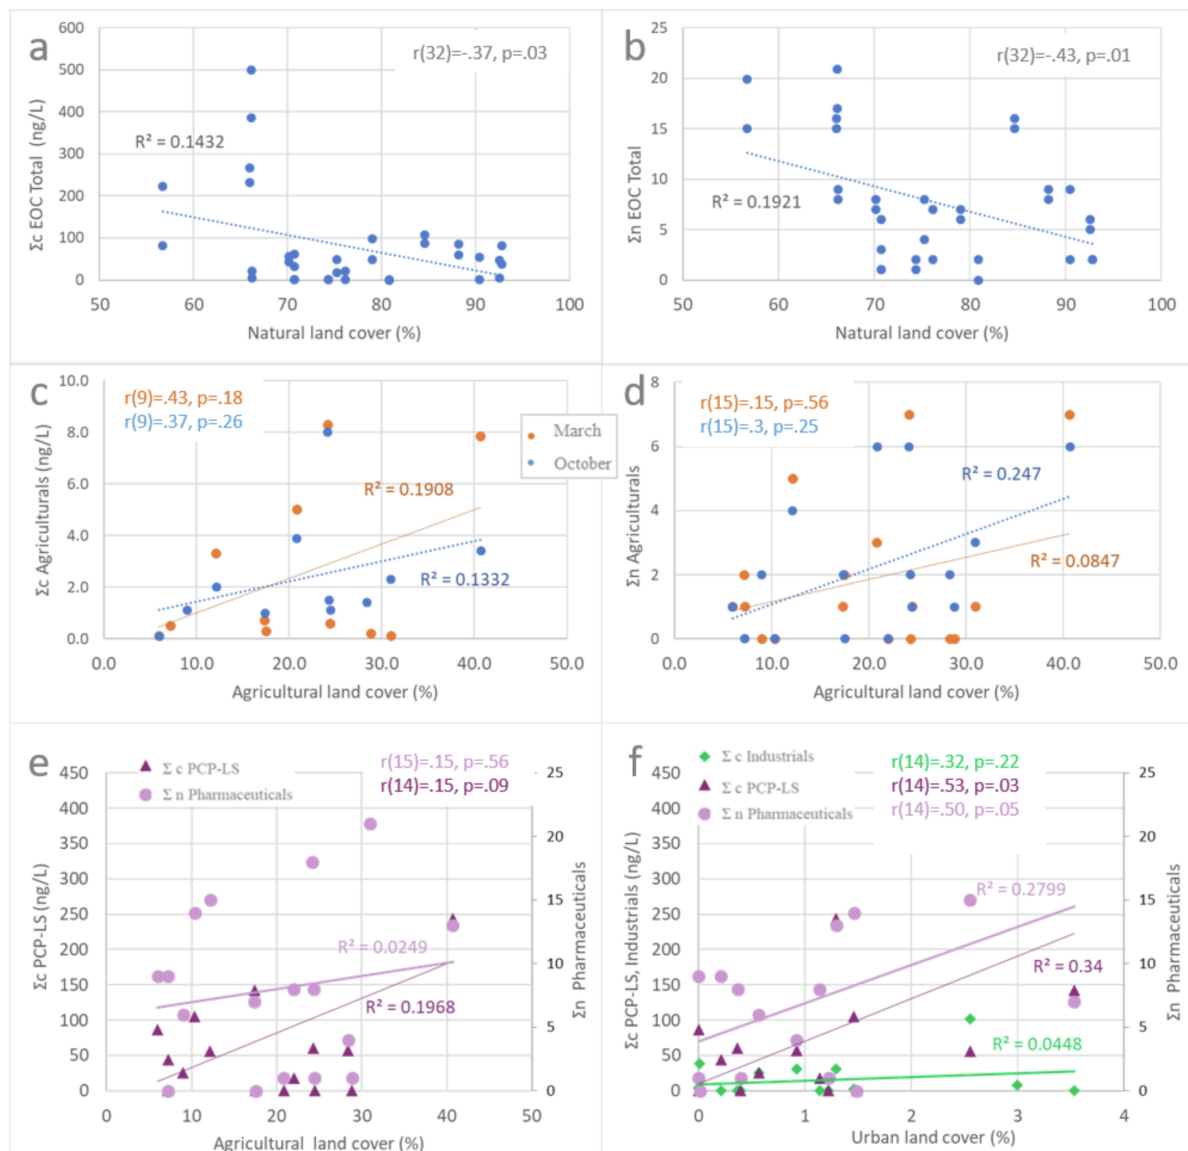 a
r(32)=-.37, p=.03
R² = 0.1432
Σc EOC Total (ng/L)
600
500
400
300
200
100
0
50 60 70 80 90 100
Natural land cover (%)
b
r(32)=-.43, p=.01
R² = 0.1921
Σn EOC Total
25
20
15
10
5
0
50 60 70 80 90 100
Natural land cover (%)
c
r(9)=.43, p=.18
r(9)=.37, p=.26
March
October
R² = 0.1908
R² = 0.1332
Σc Agriculturals (ng/L)
10.0
8.0
6.0
4.0
2.0
0.0
0.0 10.0 20.0 30.0 40.0 50.0
Agricultural land cover (%)
d
r(15)=.15, p=.56
r(15)=.3, p=.25
R² = 0.247
R² = 0.0847
Σn Agriculturals
8
6
4
2
0
0.0 10.0 20.0 30.0 40.0 50.0
Agricultural land cover (%)
e
Σ c PCP-LS
Σ n Pharmaceuticals
r(15)=.15, p=.56
r(14)=.15, p=.09
R² = 0.0249
R² = 0.1968
Σc PCP-LS (ng/L)
450
400
350
300
250
200
150
100
50
0
25
20
15
10
5
0
Σn Pharmaceuticals
0 10 20 30 40 50
Agricultural land cover (%)
f
Σ c Industrials
Σ c PCP-LS
Σ n Pharmaceuticals
r(14)=.32, p=.22
r(14)=.53, p=.03
r(14)=.50, p=.05
R² = 0.2799
R² = 0.34
R² = 0.0448
Σc PCP-LS, Industrials (ng/L)
450
400
350
300
250
200
150
100
50
0
25
20
15
10
5
0
Σn Pharmaceuticals
0 1 2 3 4
Urban land cover (%)